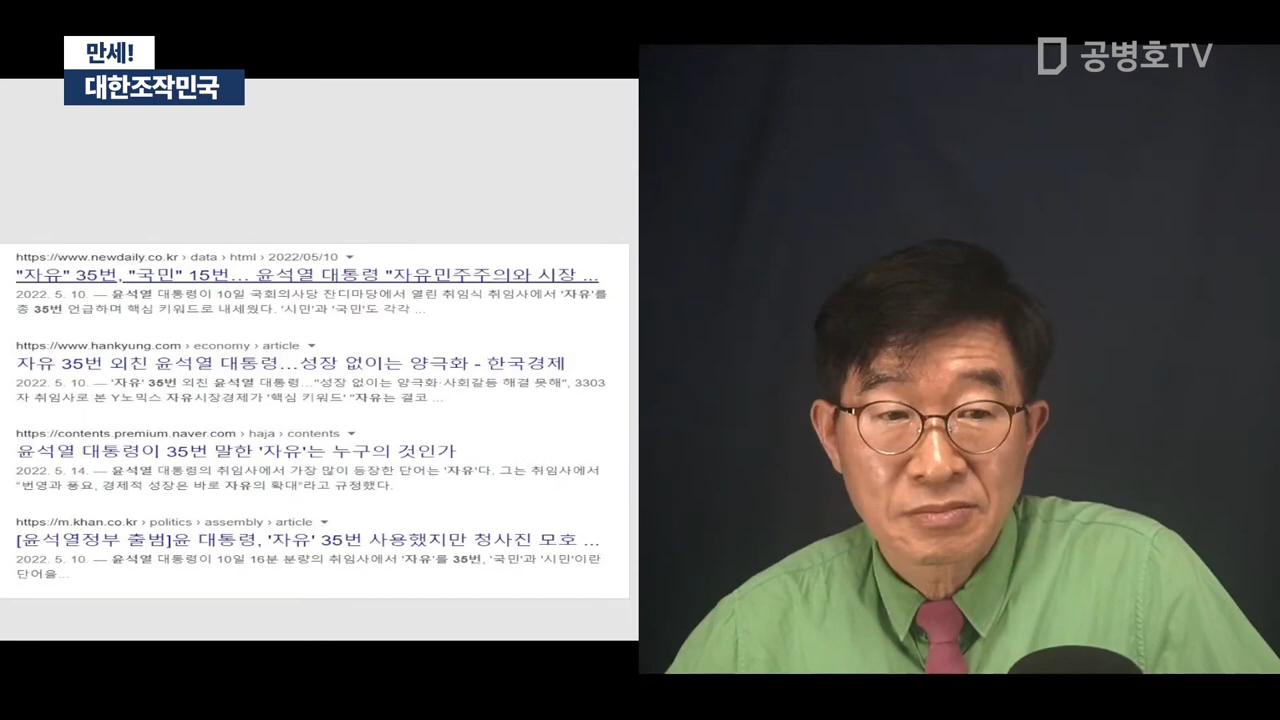 만세!
대한조작민국
공병호TV
https://www.newdaily.co.kr › data › html › 2022/05/10
"자유" 35번, "국민" 15번... 윤석열 대통령 "자유민주주의와 시장 ...
2022. 5. 10. — 윤석열 대통령이 10일 국회의사당 잔디마당에서 열린 취임식 취임사에서 '자유'를
총 35번 언급하며 핵심 키워드로 내세웠다. '시민'과 '국민'도 각각 ...
https://www.hankyung.com › economy › article
자유 35번 외친 윤석열 대통령...성장 없이는 양극화 - 한국경제
2022. 5. 10. — '자유' 35번 외친 윤석열 대통령..."성장 없이는 양극화·사회갈등 해결 못해", 3303
자 취임사로 본 Y노믹스 자유시장경제가 '핵심 키워드' "자유는 결코 ...
https://contents.premium.naver.com › haja › contents
윤석열 대통령이 35번 말한 '자유'는 누구의 것인가
2022. 5. 14. — 윤석열 대통령의 취임사에서 가장 많이 등장한 단어는 '자유'다. 그는 취임사에서
"번영과 풍요, 경제적 성장은 바로 자유의 확대"라고 규정했다.
https://m.khan.co.kr › politics › assembly › article
[윤석열정부 출범]윤 대통령, '자유' 35번 사용했지만 청사진 모호 ...
2022. 5. 10. — 윤석열 대통령이 10일 16분 분량의 취임사에서 '자유'를 35번, '국민'과 '시민'이란
단어을...